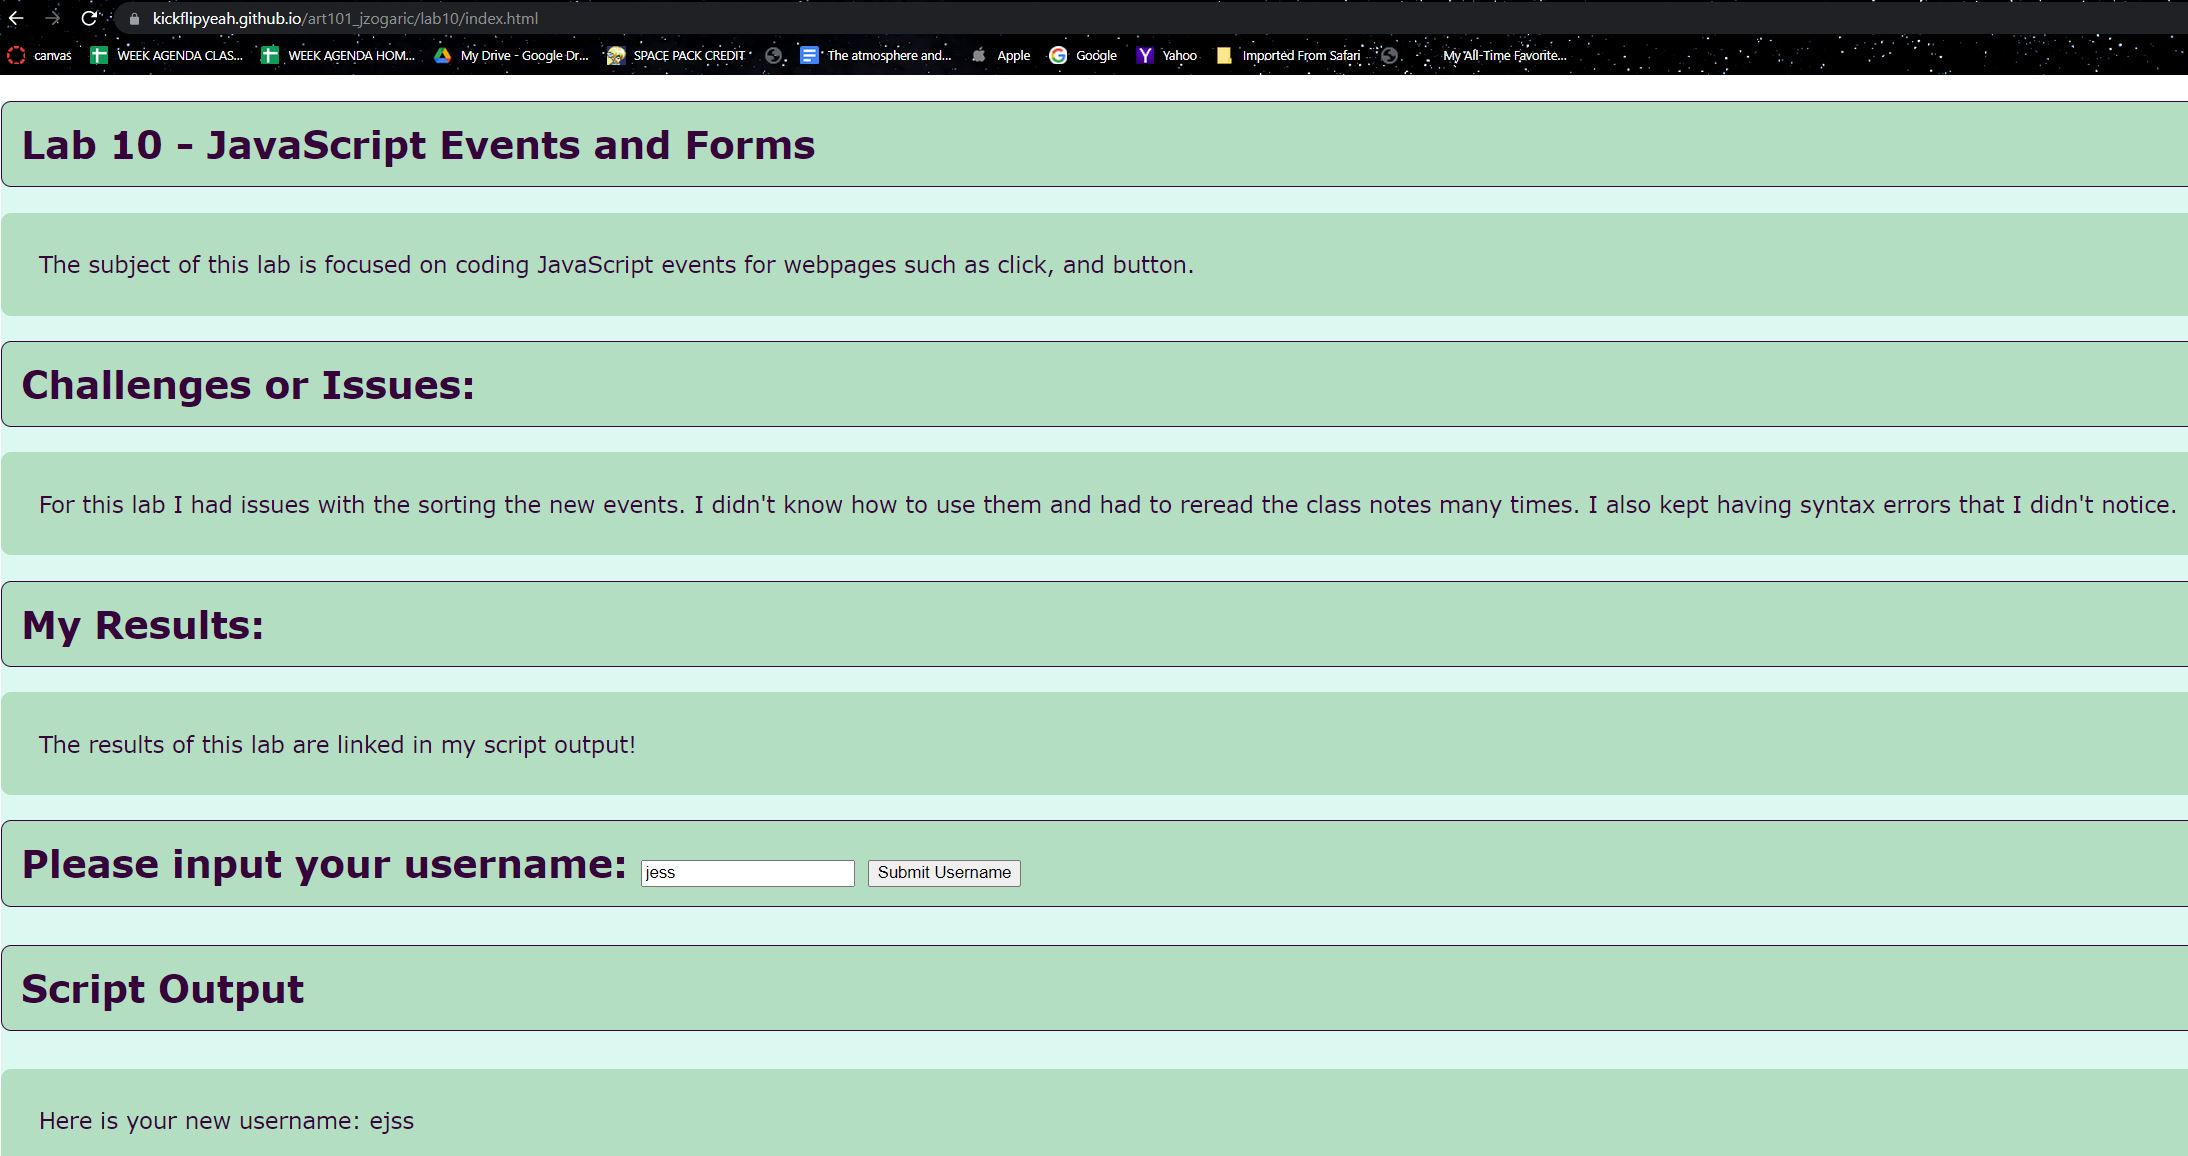 kickflipyeah.github.io/art101_jzogaric/lab10/index.html
canvas WEEK AGENDA CLAS... WEEK AGENDA HOM... My Drive - Google Dr... SPACE PACK CREDIT The atmosphere and... Apple Google Yahoo Imported From Safari My All-Time Favorite...
Lab 10 - JavaScript Events and Forms
The subject of this lab is focused on coding JavaScript events for webpages such as click, and button.
Challenges or Issues:
For this lab I had issues with the sorting the new events. I didn't know how to use them and had to reread the class notes many times. I also kept having syntax errors that I didn't notice.
My Results:
The results of this lab are linked in my script output!
Please input your username: jess Submit Username
Script Output
Here is your new username: ejss